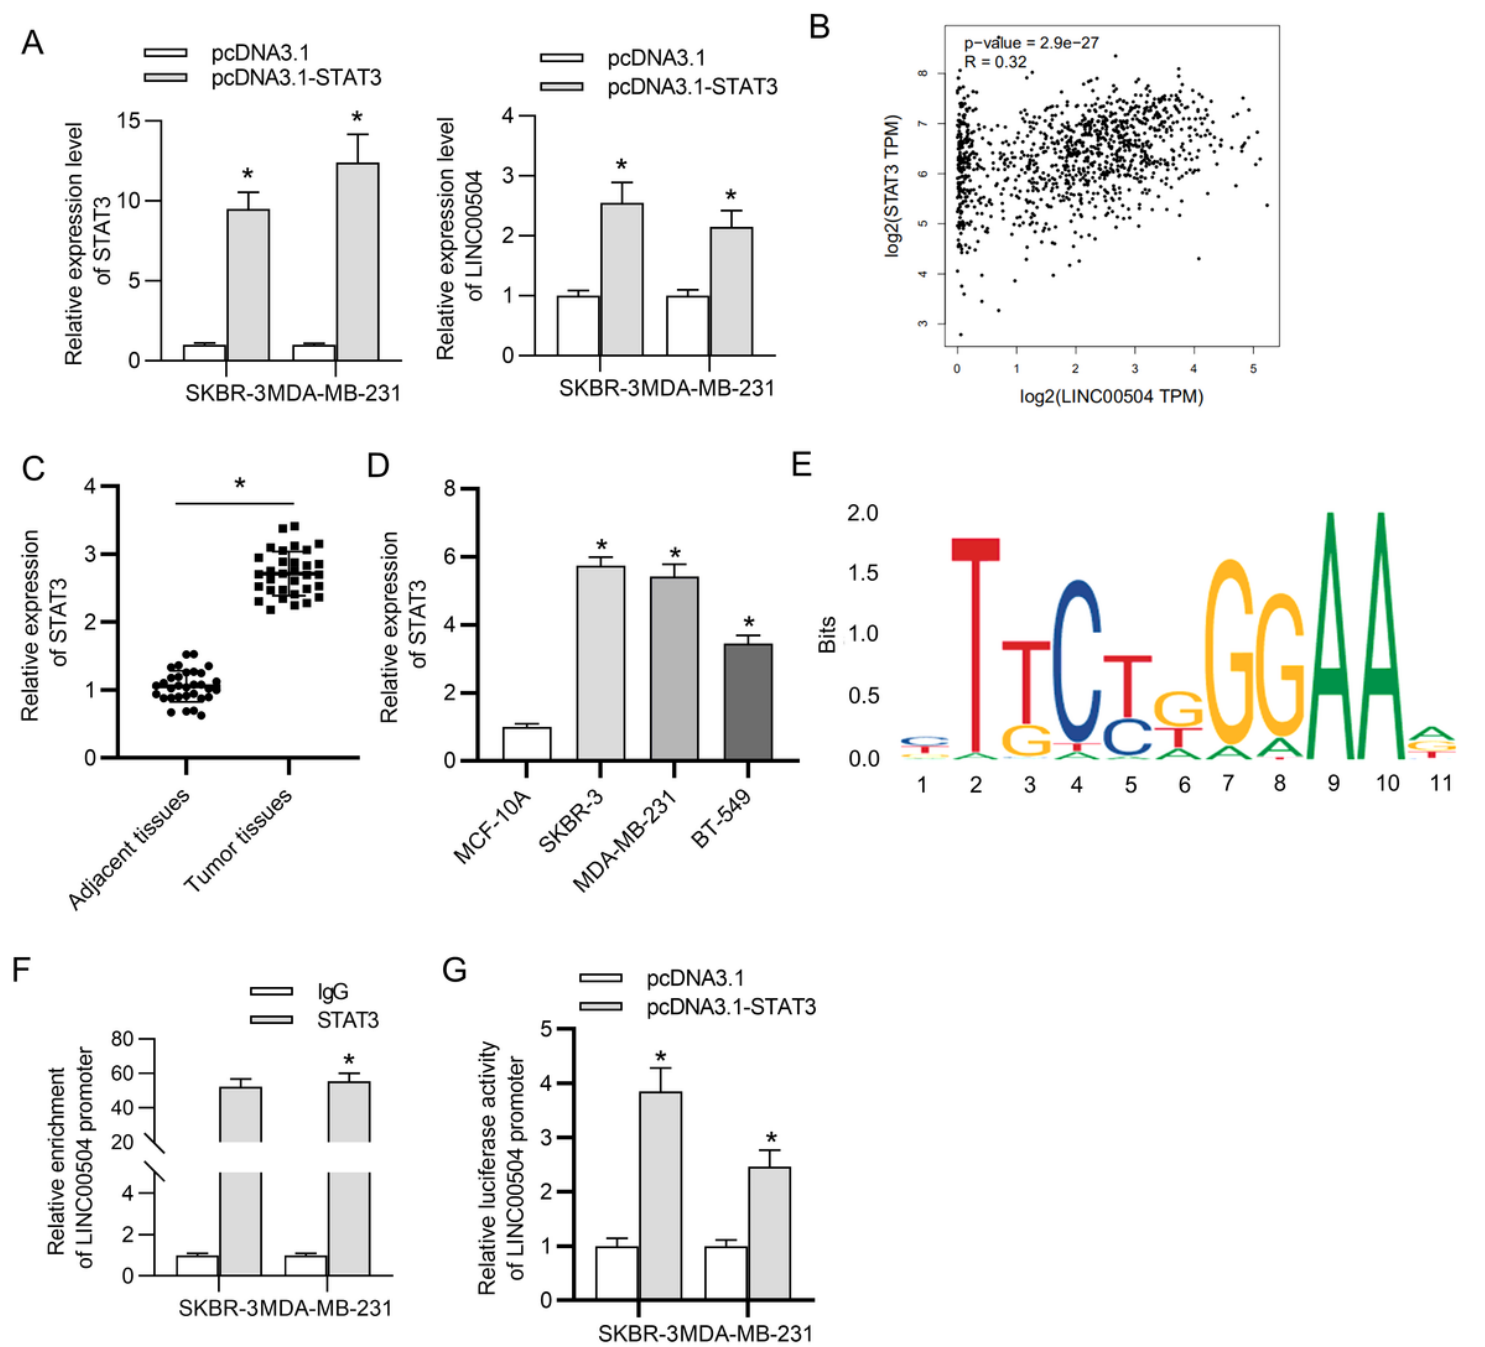 A
pcDNA3.1
pcDNA3.1-STAT3
Relative expression level
of STAT3
15
10
5
0
*
*
SKBR-3MDA-MB-231
pcDNA3.1
pcDNA3.1-STAT3
Relative expression level
of LINC00504
4
3
2
1
0
*
*
SKBR-3MDA-MB-231
B
p-value = 2.9e-27
R = 0.32
log2(STAT3 TPM)
8
7
6
5
4
3
0 1 2 3 4 5
log2(LINC00504 TPM)
C
Relative expression
of STAT3
4
3
2
1
0
*
Adjacent tissues
Tumor tissues
D
Relative expression
of STAT3
8
6
4
2
0
*
*
*
MCF-10A
SKBR-3
MDA-MB-231
BT-549
E
Bits
2.0
1.5
1.0
0.5
0.0
C T
T A
T G
C T A
T C
G T A
G A
G A
A
A
A G T
1 2 3 4 5 6 7 8 9 10 11
F
IgG
STAT3
Relative enrichment
of LINC00504 promoter
80
60
40
20
4
2
0
*
SKBR-3MDA-MB-231
G
pcDNA3.1
pcDNA3.1-STAT3
Relative luciferase activity
of LINC00504 promoter
5
4
3
2
1
0
*
*
SKBR-3MDA-MB-231